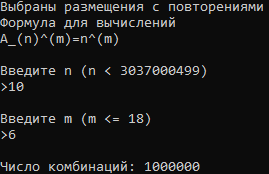 Выбраны размещения с повторениями
Формула для вычислений
A_(n)^(m)=n^(m)
Введите n (n < 3037000499)
>10
Введите m (m <= 18)
>6
Число комбинаций: 1000000